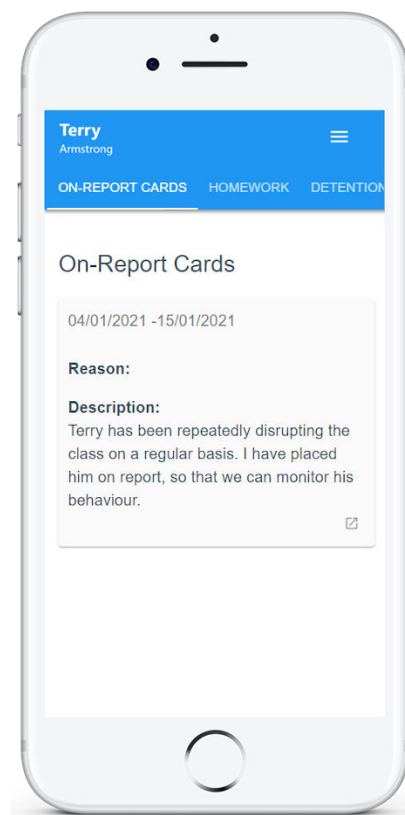 Terry
Armstrong
ON-REPORT CARDS HOMEWORK DETENTION
On-Report Cards
04/01/2021 -15/01/2021
Reason:
Description:
Terry has been repeatedly disrupting the
class on a regular basis. I have placed
him on report, so that we can monitor his
behaviour.